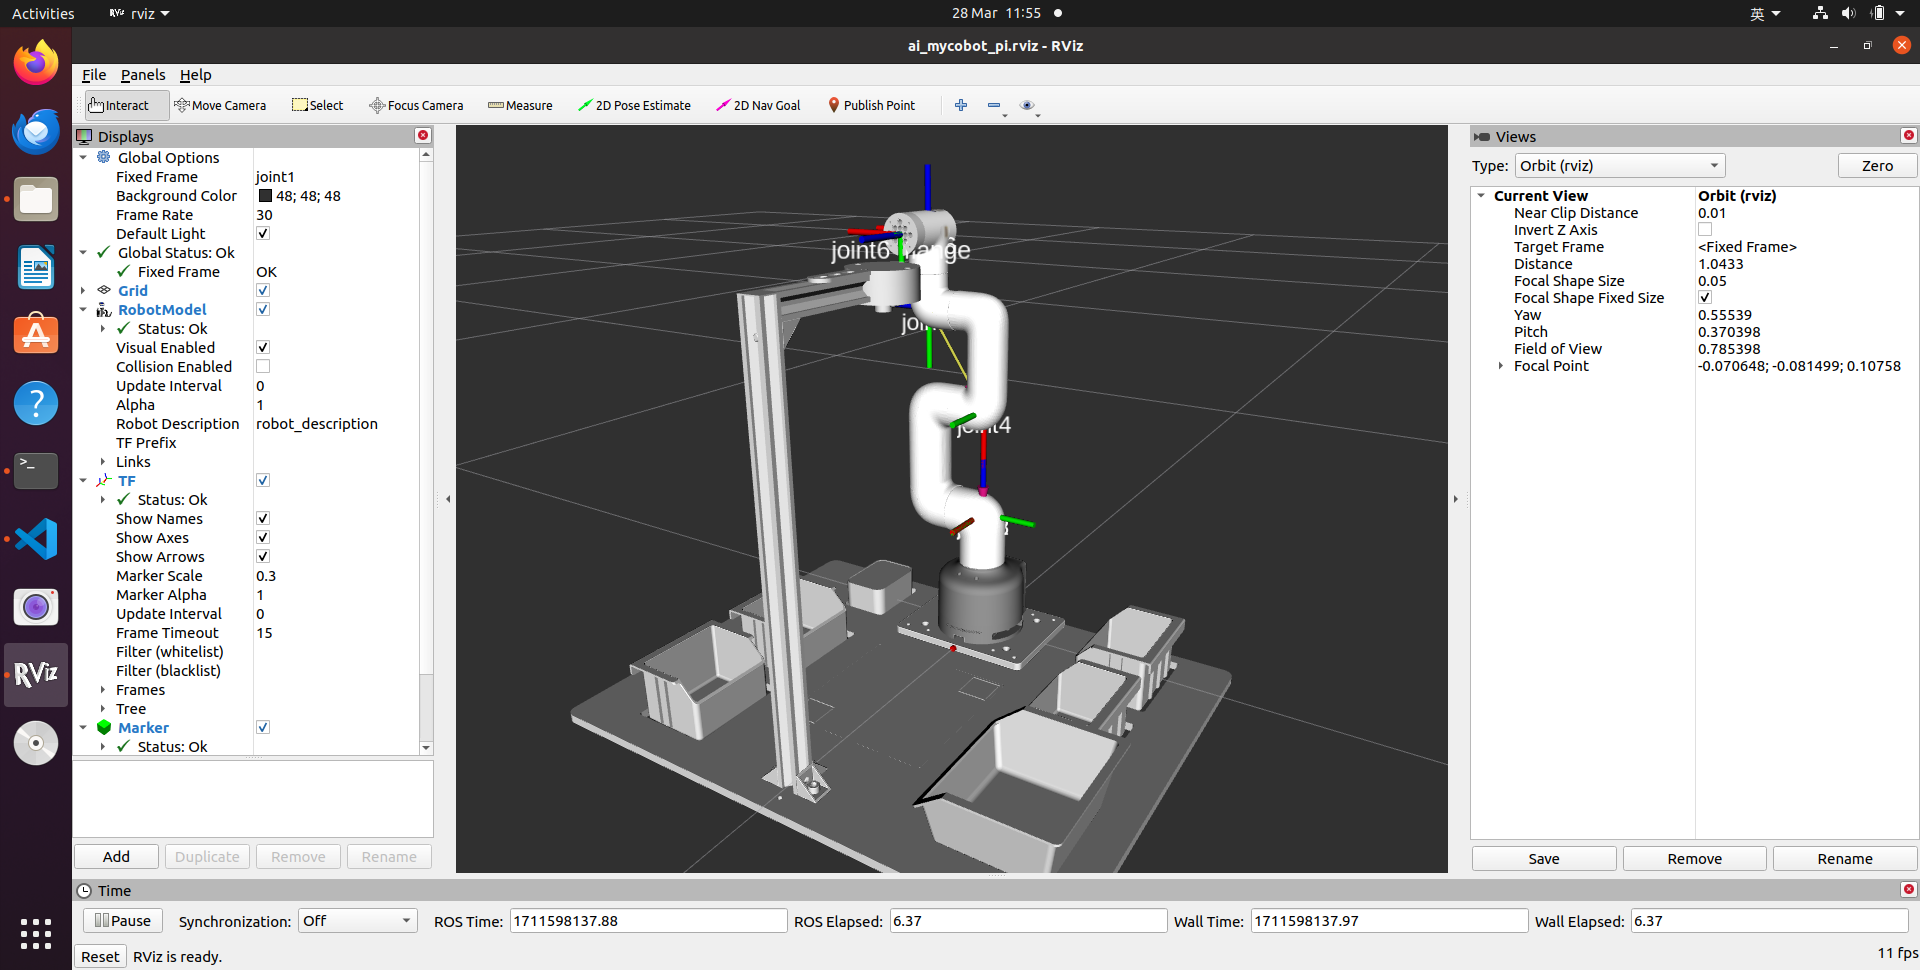 Activities RViz rviz 28 Mar 11:55 英
ai_mycobot_pi.rviz - RViz
File Panels Help
Interact Move Camera Select Focus Camera Measure 2D Pose Estimate 2D Nav Goal Publish Point
Displays
Global Options
Fixed Frame joint1
Background Color 48; 48; 48
Frame Rate 30
Default Light
Global Status: Ok
Fixed Frame OK
Grid
RobotModel
Status: Ok
Visual Enabled
Collision Enabled
Update Interval 0
Alpha 1
Robot Description robot_description
TF Prefix
Links
TF
Status: Ok
Show Names
Show Axes
Show Arrows
Marker Scale 0.3
Marker Alpha 1
Update Interval 0
Frame Timeout 15
Filter (whitelist)
Filter (blacklist)
Frames
Tree
Marker
Status: Ok
Add Duplicate Remove Rename
joint6
joint4
Views
Type: Orbit (rviz) Zero
Current View Orbit (rviz)
Near Clip Distance 0.01
Invert Z Axis
Target Frame <Fixed Frame>
Distance 1.0433
Focal Shape Size 0.05
Focal Shape Fixed Size
Yaw 0.55539
Pitch 0.370398
Field of View 0.785398
Focal Point -0.070648; -0.081499; 0.10758
Save Remove Rename
RViz
Time
Pause Synchronization: Off ROS Time: 1711598137.88 ROS Elapsed: 6.37 Wall Time: 1711598137.97 Wall Elapsed: 6.37
Reset RViz is ready. 11 fps